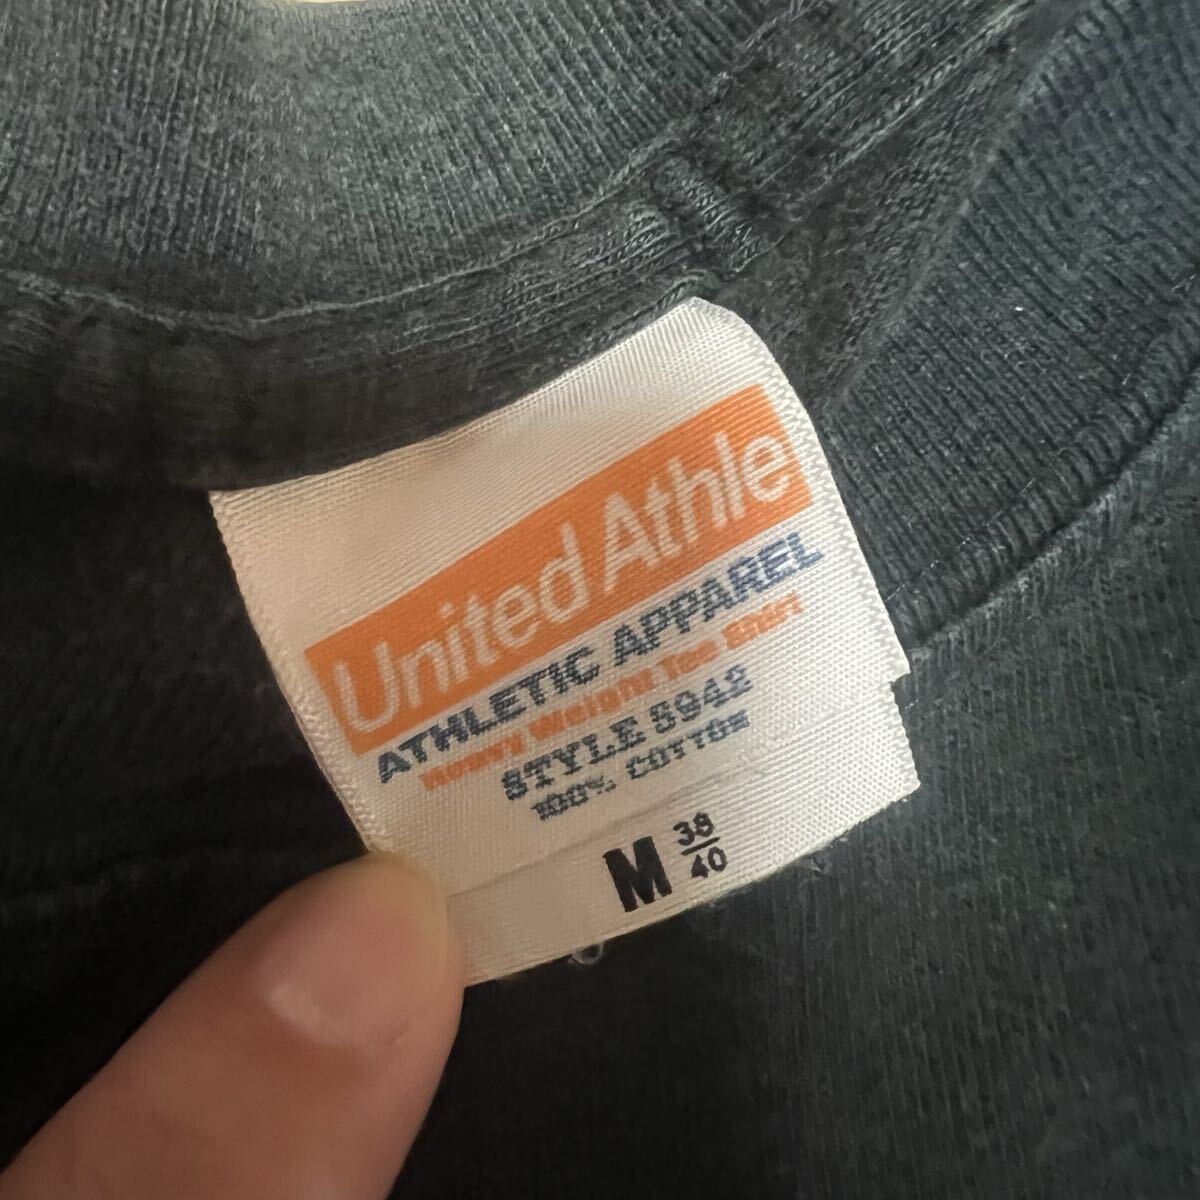 United Athle
ATHLETIC APPAREL
Heavy Weight Tee Shirt
STYLE 5942
100% COTTON
M 38/40